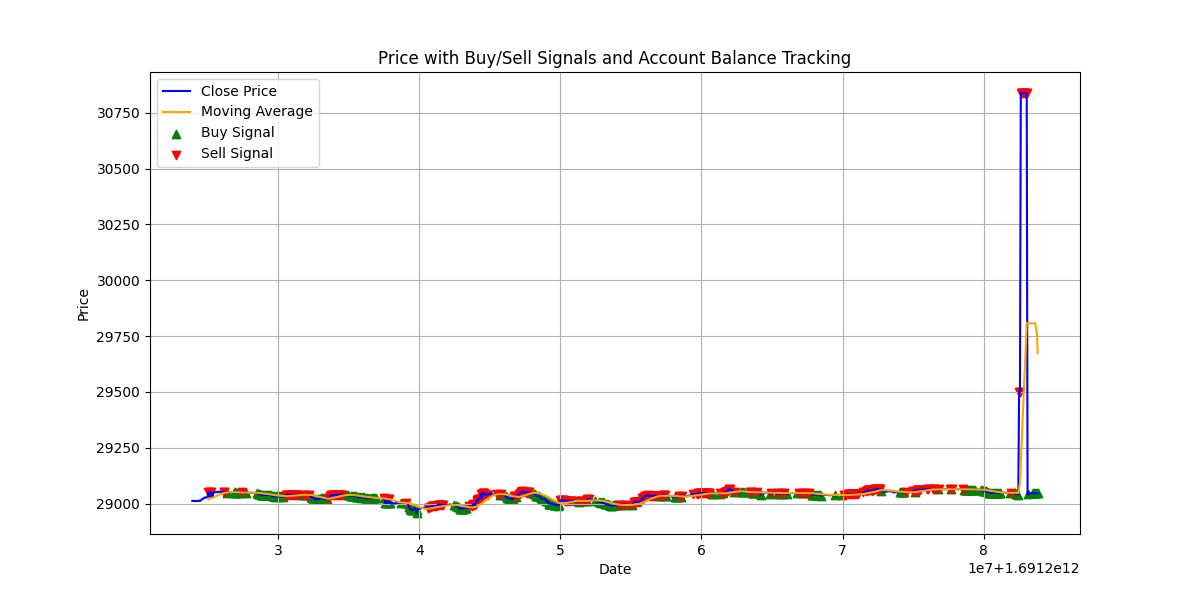 Price with Buy/Sell Signals and Account Balance Tracking
Close Price
Moving Average
Buy Signal
Sell Signal
30750
30500
30250
30000
29750
29500
29250
29000
Price
3 4 5 6 7 8
Date
1e7+1.6912e12